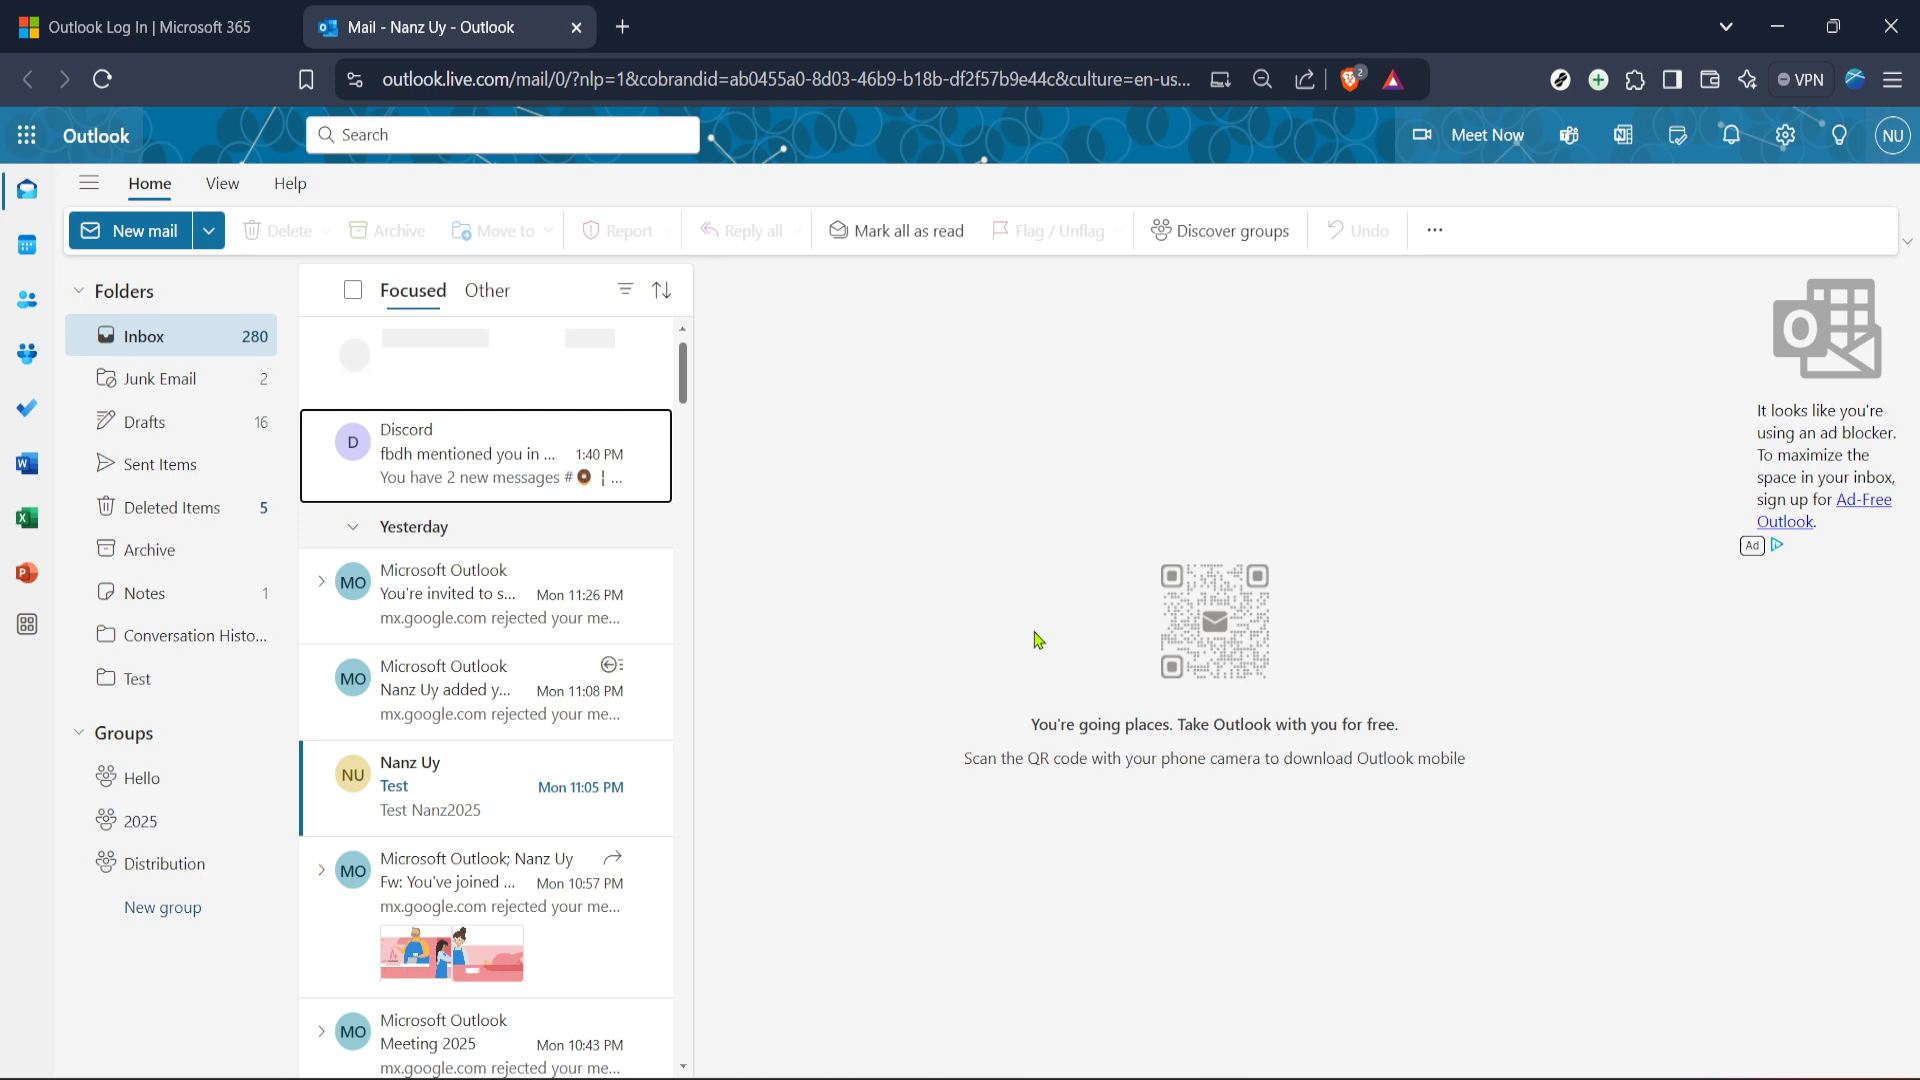 Outlook Log In | Microsoft 365
Mail - Nanz Uy - Outlook
outlook.live.com/mail/0/?nlp=1&cobrandid=ab0455a0-8d03-46b9-b18b-df2f57b9e44c&culture=en-us...
2
VPN
Outlook
Search
Meet Now
NU
Home
View
Help
New mail
Delete
Archive
Move to
Report
Reply all
Mark all as read
Flag / Unflag
Discover groups
Undo
Folders
Inbox 280
Junk Email 2
Drafts 16
Sent Items
Deleted Items 5
Archive
Notes 1
Conversation Histo...
Test
Groups
Hello
2025
Distribution
New group
Focused
Other
D
Discord
fbdh mentioned you in ... 1:40 PM
You have 2 new messages # 🍩 | ...
Yesterday
MO
Microsoft Outlook
You're invited to s... Mon 11:26 PM
mx.google.com rejected your me...
MO
Microsoft Outlook
Nanz Uy added y... Mon 11:08 PM
mx.google.com rejected your me...
NU
Nanz Uy
Test Mon 11:05 PM
Test Nanz2025
MO
Microsoft Outlook; Nanz Uy
Fw: You've joined ... Mon 10:57 PM
mx.google.com rejected your me...
MO
Microsoft Outlook
Meeting 2025 Mon 10:43 PM
mx.google.com rejected your me...
You're going places. Take Outlook with you for free.
Scan the QR code with your phone camera to download Outlook mobile
It looks like you're
using an ad blocker.
To maximize the
space in your inbox,
sign up for Ad-Free
Outlook.
Ad